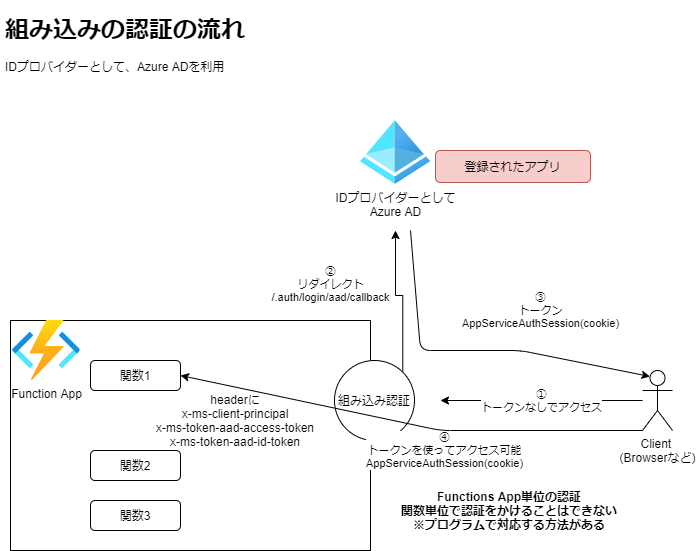 組み込みの認証の流れ
IDプロバイダーとして、Azure ADを利用
登録されたアプリ
IDプロバイダーとして
Azure AD
②
リダイレクト
/.auth/login/aad/callback
③
トークン
AppServiceAuthSession(cookie)
Function App
関数1
組み込み認証
①
トークンなしでアクセス
headerに
x-ms-client-principal
x-ms-token-aad-access-token
x-ms-token-aad-id-token
④
トークンを使ってアクセス可能
AppServiceAuthSession(cookie)
Client
(Browserなど)
関数2
関数3
Functions App単位の認証
関数単位で認証をかけることはできない
※プログラムで対応する方法がある